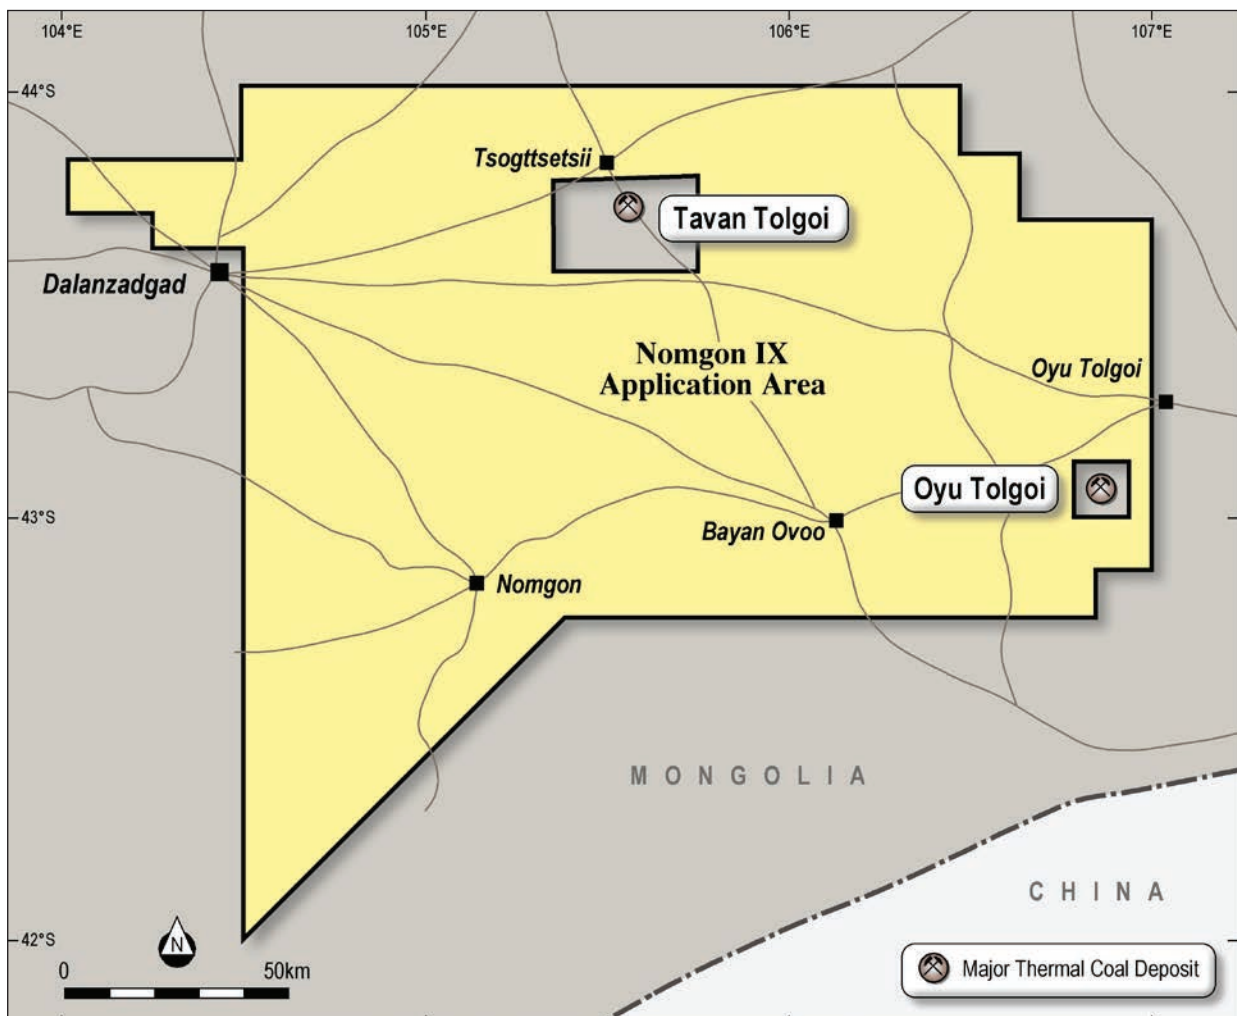 104°E
105°E
106°E
107°E
44°S
Tsogttsetsii
Tavan Tolgoi
Dalanzadgad
Nomgon IX
Application Area
Oyu Tolgoi
Oyu Tolgoi
43°S
Bayan Ovoo
Nomgon
MONGOLIA
CHINA
42°S
N
0 50km
Major Thermal Coal Deposit